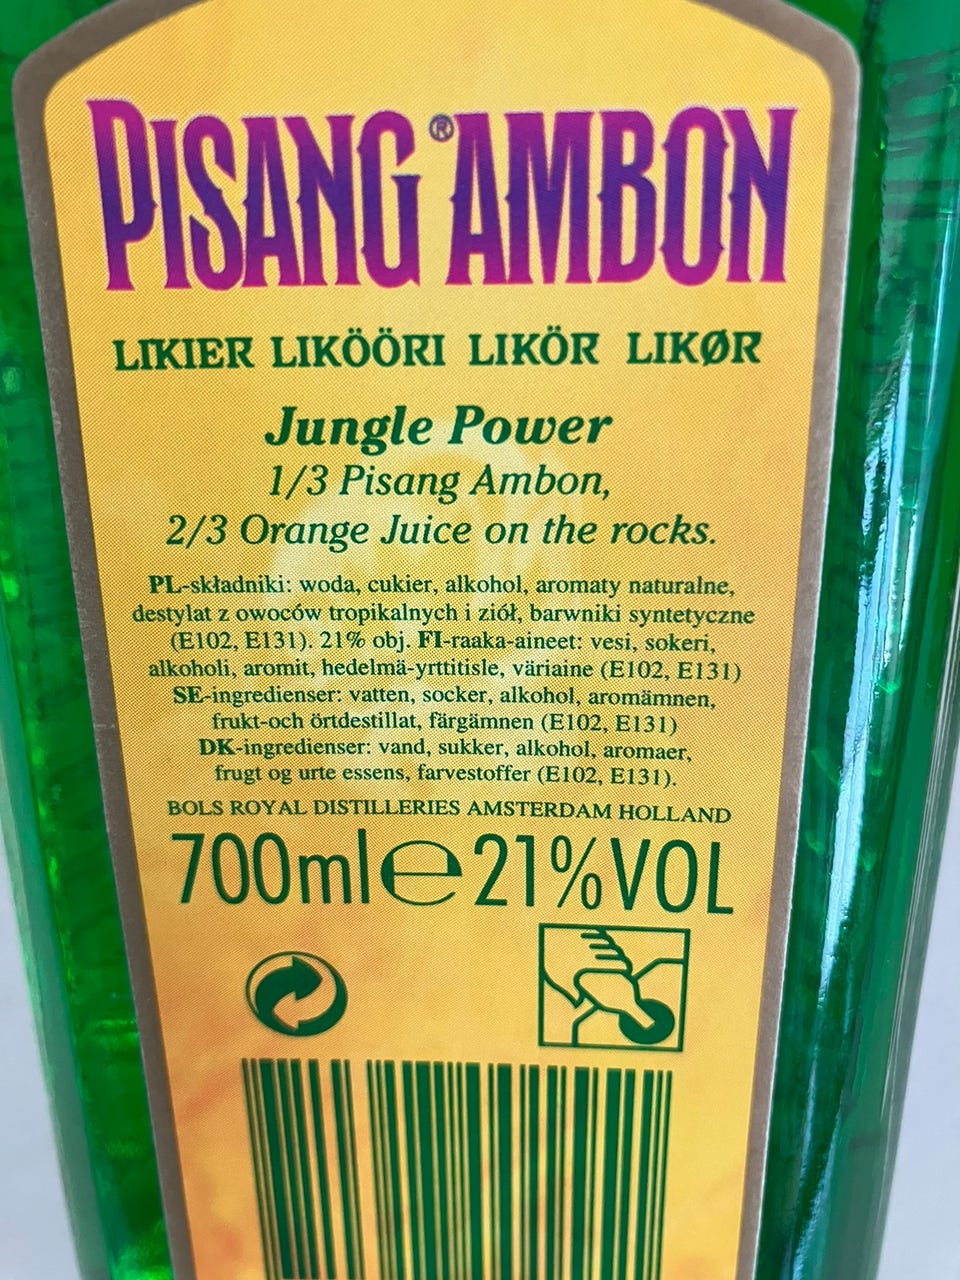 PISANG® AMBON
LIKIER LIKÖÖRI LIKÖR LIKØR
Jungle Power
1/3 Pisang Ambon,
2/3 Orange Juice on the rocks.
PL-składniki: woda, cukier, alkohol, aromaty naturalne,
destylat z owoców tropikalnych i ziół, barwniki syntetyczne
(E102, E131). 21% obj. FI-raaka-aineet: vesi, sokeri,
alkoholi, aromit, hedelmä-yrttitisle, väriaine (E102, E131)
SE-ingredienser: vatten, socker, alkohol, aromämnen,
frukt-och örtdestillat, färgämnen (E102, E131)
DK-ingredienser: vand, sukker, alkohol, aromaer,
frugt og urte essens, farvestoffer (E102, E131).
BOLS ROYAL DISTILLERIES AMSTERDAM HOLLAND
700ml℮21%VOL